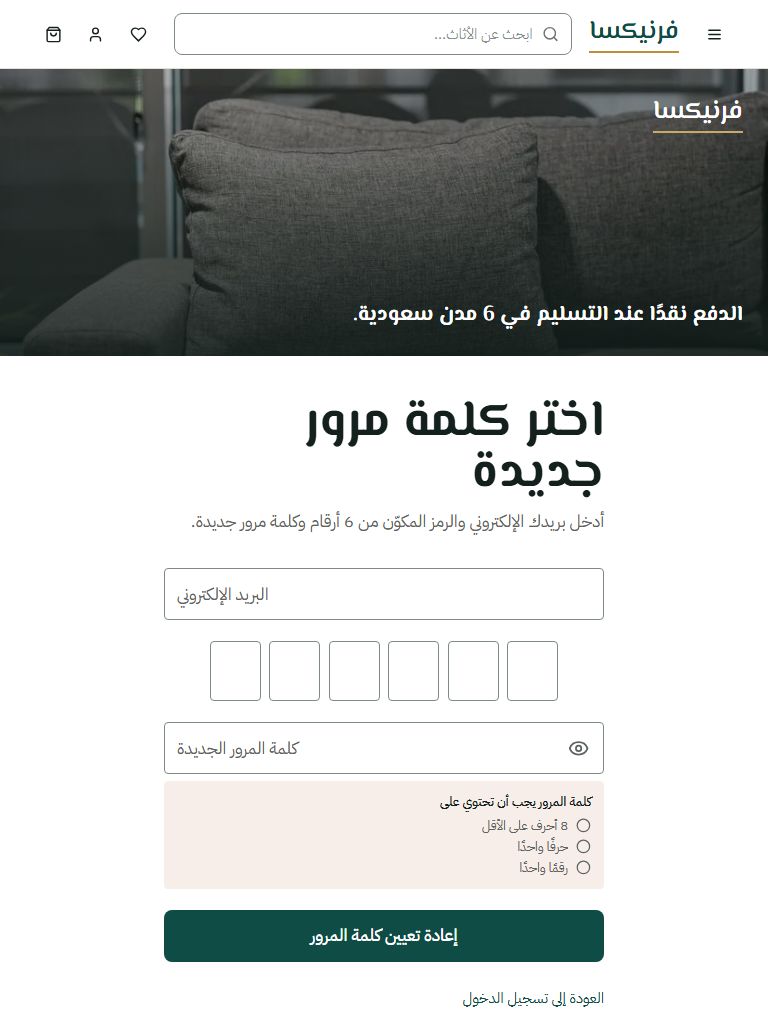 فرنيكسا
ابحث عن الأثاث...
فرنيكسا
الدفع نقدًا عند التسليم في 6 مدن سعودية.
اختر كلمة مرور
جديدة
أدخل بريدك الإلكتروني والرمز المكوّن من 6 أرقام وكلمة مرور جديدة.
البريد الإلكتروني
كلمة المرور الجديدة
كلمة المرور يجب أن تحتوي على
8 أحرف على الأقل
حرفًا واحدًا
رقمًا واحدًا
إعادة تعيين كلمة المرور
العودة إلى تسجيل الدخول